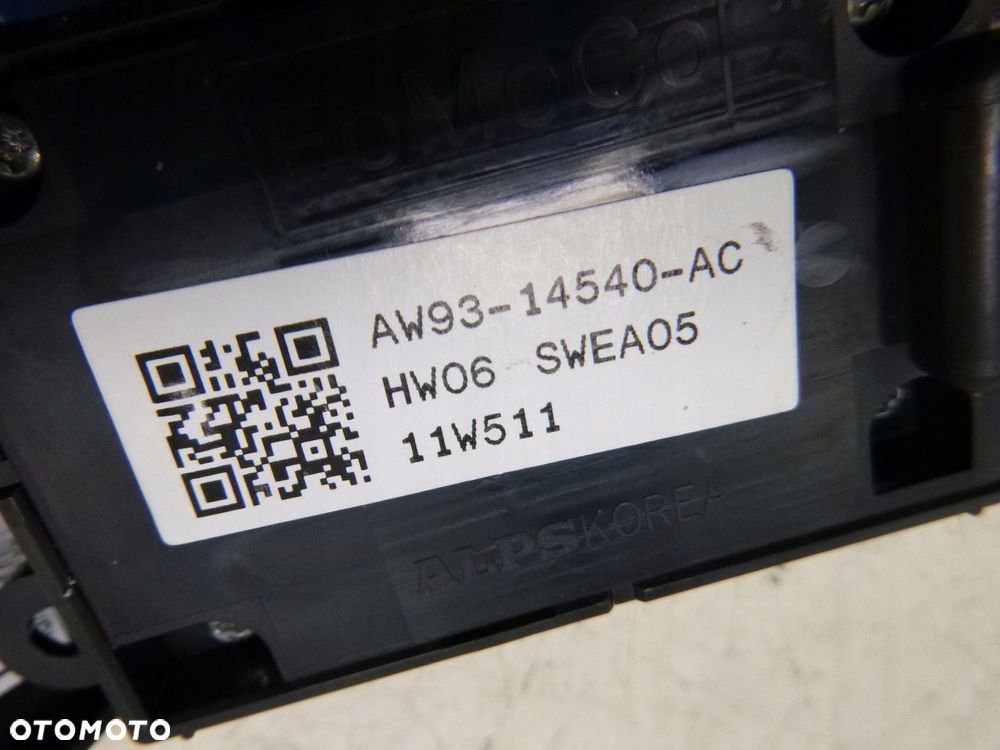 FoMoCo
AW93-14540-AC
HW06 SWEA05
11W511
ALPS KOREA
OTOMOTO